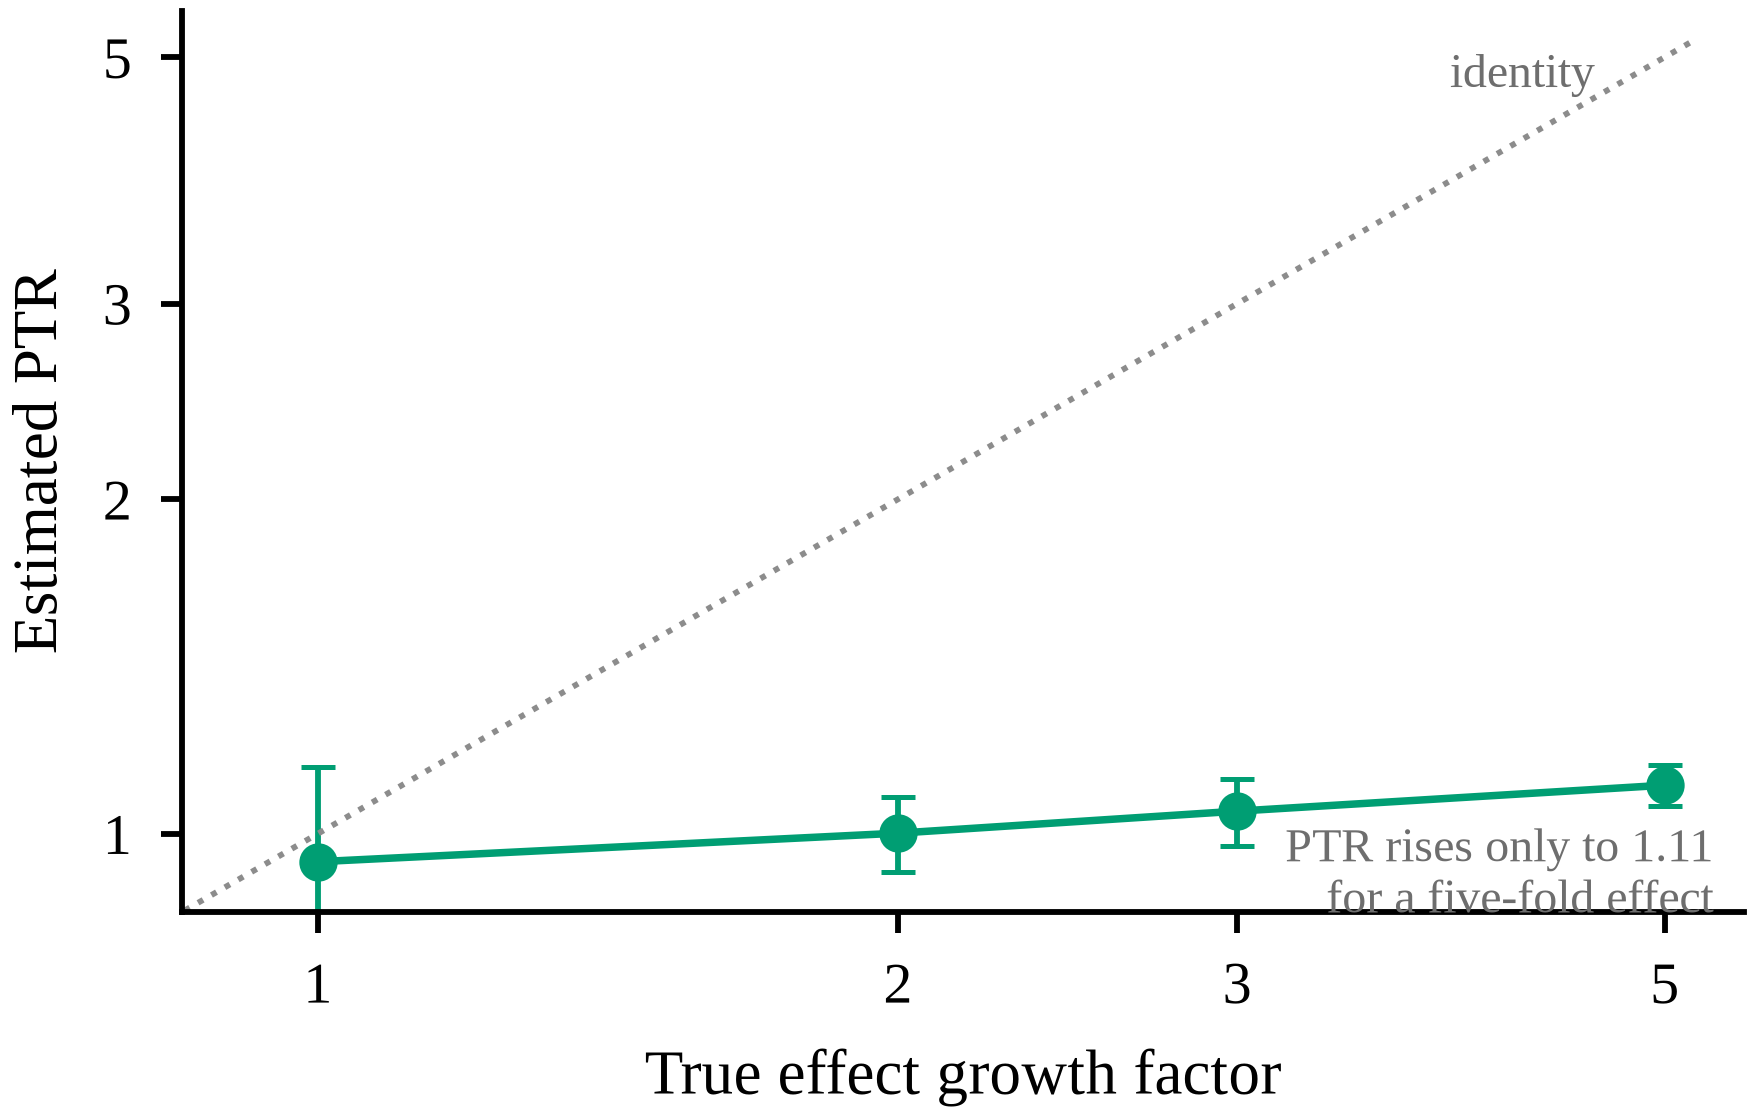 5
identity
3
2
1
Estimated PTR
PTR rises only to 1.11
for a five-fold effect
1 2 3 5
True effect growth factor